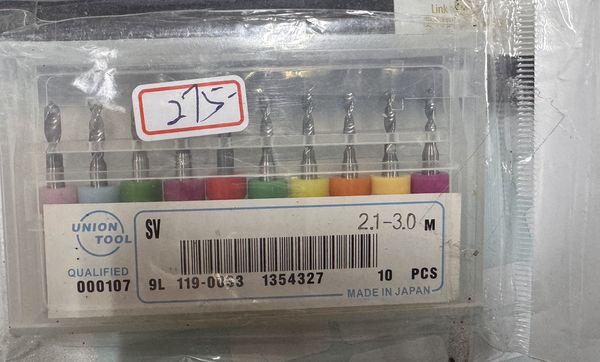 Link
275-
UNION
TOOL
SV
2.1-3.0 M
QUALIFIED
000107
9L 119-0063 1354327 10 PCS
MADE IN JAPAN